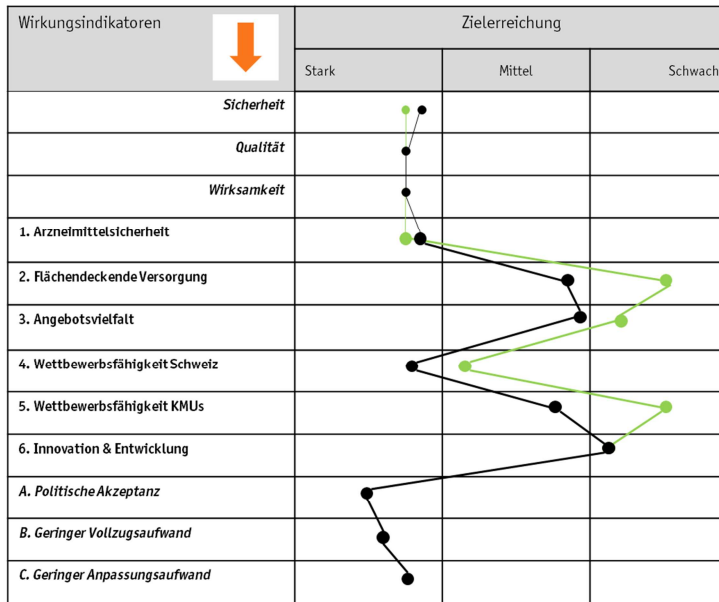 Wirkungsindikatoren
Zielerreichung
Stark
Mittel
Schwach
Sicherheit
Qualität
Wirksamkeit
1. Arzneimittelsicherheit
2. Flächendeckende Versorgung
3. Angebotsvielfalt
4. Wettbewerbsfähigkeit Schweiz
5. Wettbewerbsfähigkeit KMUs
6. Innovation & Entwicklung
A. Politische Akzeptanz
B. Geringer Vollzugsaufwand
C. Geringer Anpassungsaufwand